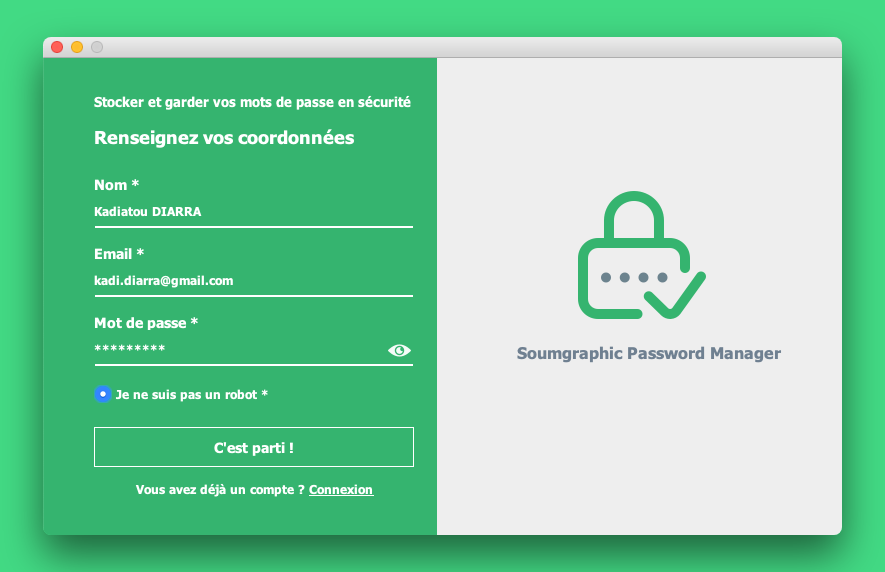 Stocker et garder vos mots de passe en sécurité
Renseignez vos coordonnées
Nom *
Kadiatou DIARRA
Email *
kadi.diarra@gmail.com
Mot de passe *
*********
Je ne suis pas un robot *
C'est parti !
Vous avez déjà un compte ? Connexion
Soumgraphic Password Manager